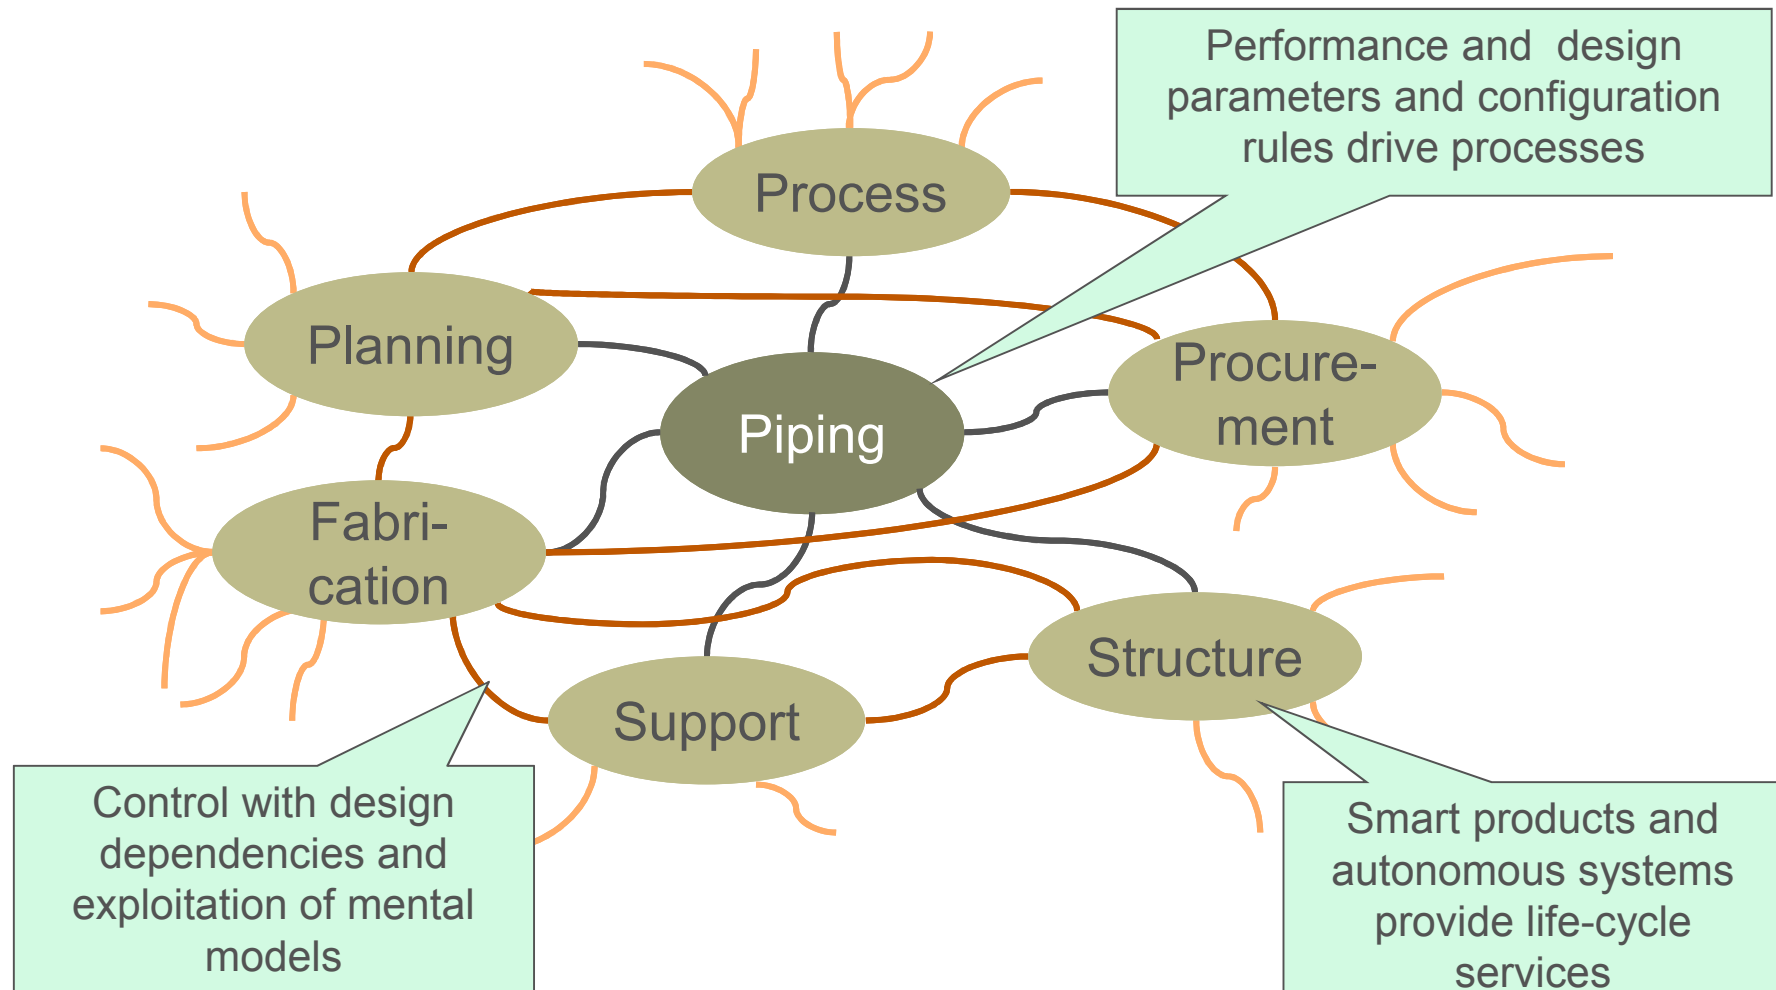 Performance and design
parameters and configuration
rules drive processes
Process
Planning
Procure-
ment
Piping
Fabri-
cation
Structure
Support
Control with design
dependencies and
exploitation of mental
models
Smart products and
autonomous systems
provide life-cycle
services